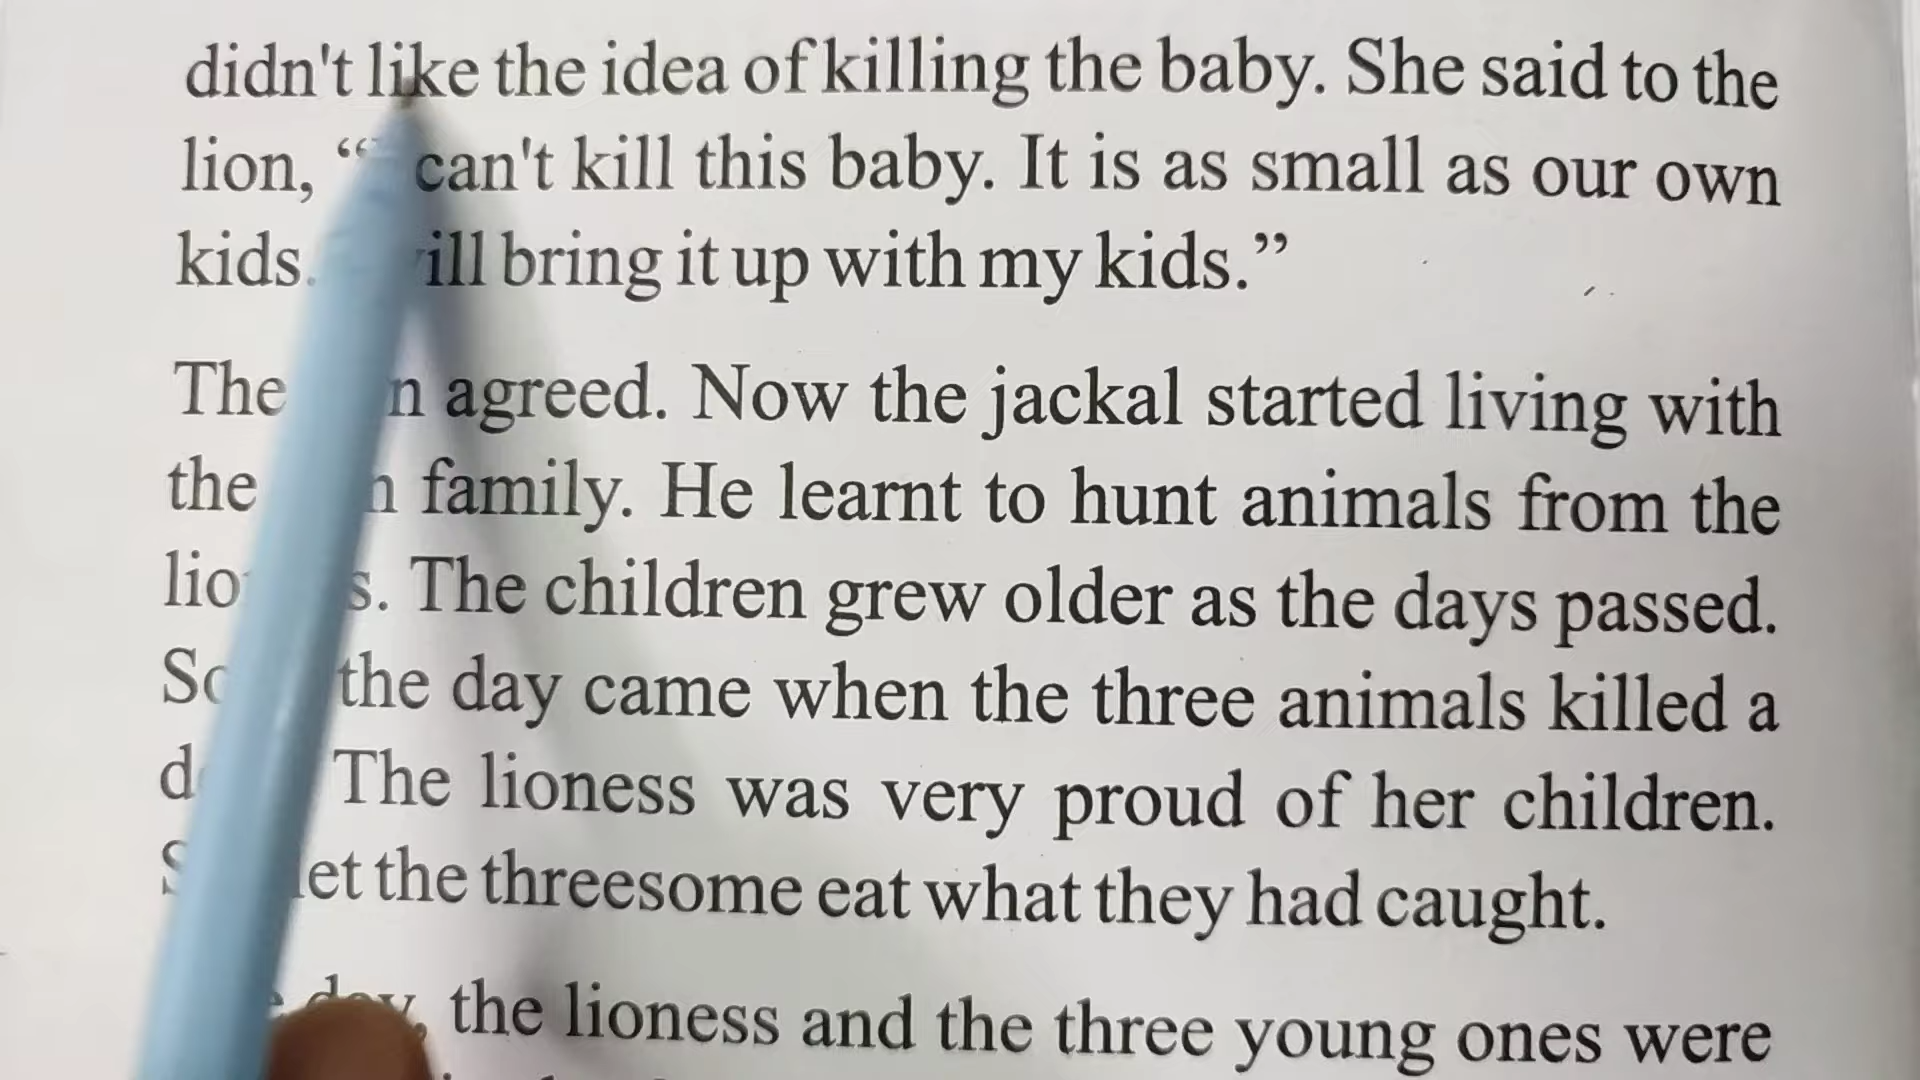 didn't like the idea of killing the baby. She said to the
lion, “ can't kill this baby. It is as small as our own
kids. bring it up with my kids.”
The agreed. Now the jackal started living with
the family. He learnt to hunt animals from the
The children grew older as the days passed.
the day came when the three animals killed a
The lioness was very proud of her children.
let the threesome eat what they had caught.
day, the lioness and the three young ones were